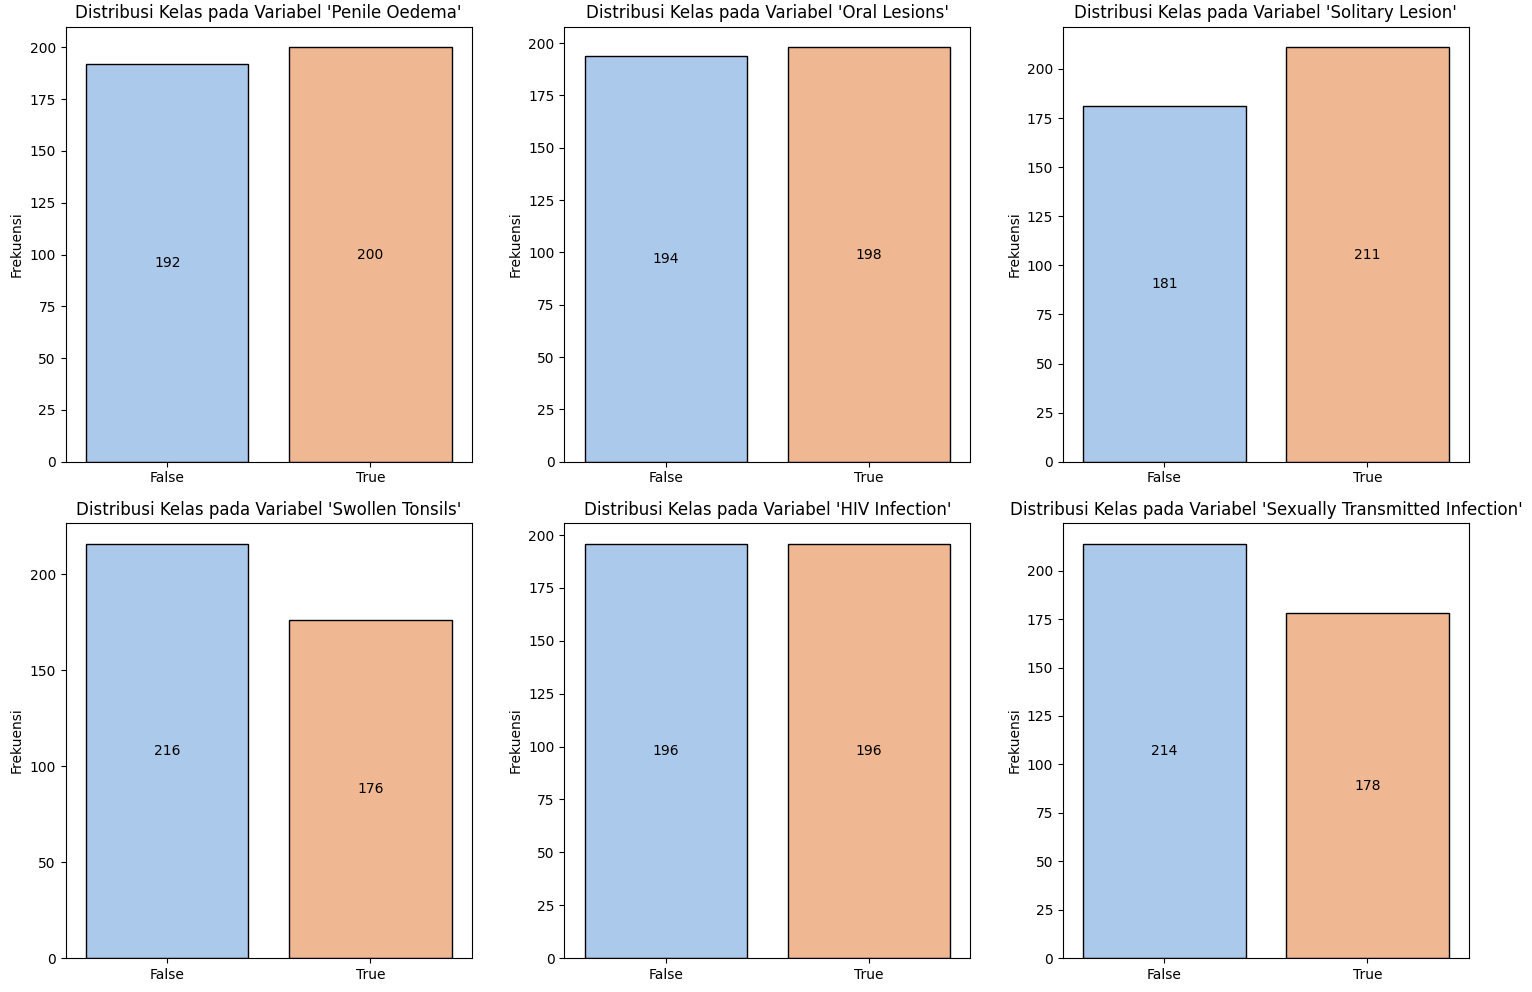 Distribusi Kelas pada Variabel 'Penile Oedema'
Frekuensi
200
175
150
125
100
75
50
25
0
192
200
False
True
Distribusi Kelas pada Variabel 'Oral Lesions'
Frekuensi
200
175
150
125
100
75
50
25
0
194
198
False
True
Distribusi Kelas pada Variabel 'Solitary Lesion'
Frekuensi
200
175
150
125
100
75
50
25
0
181
211
False
True
Distribusi Kelas pada Variabel 'Swollen Tonsils'
Frekuensi
200
150
100
50
0
216
176
False
True
Distribusi Kelas pada Variabel 'HIV Infection'
Frekuensi
200
175
150
125
100
75
50
25
0
196
196
False
True
Distribusi Kelas pada Variabel 'Sexually Transmitted Infection'
Frekuensi
200
175
150
125
100
75
50
25
0
214
178
False
True